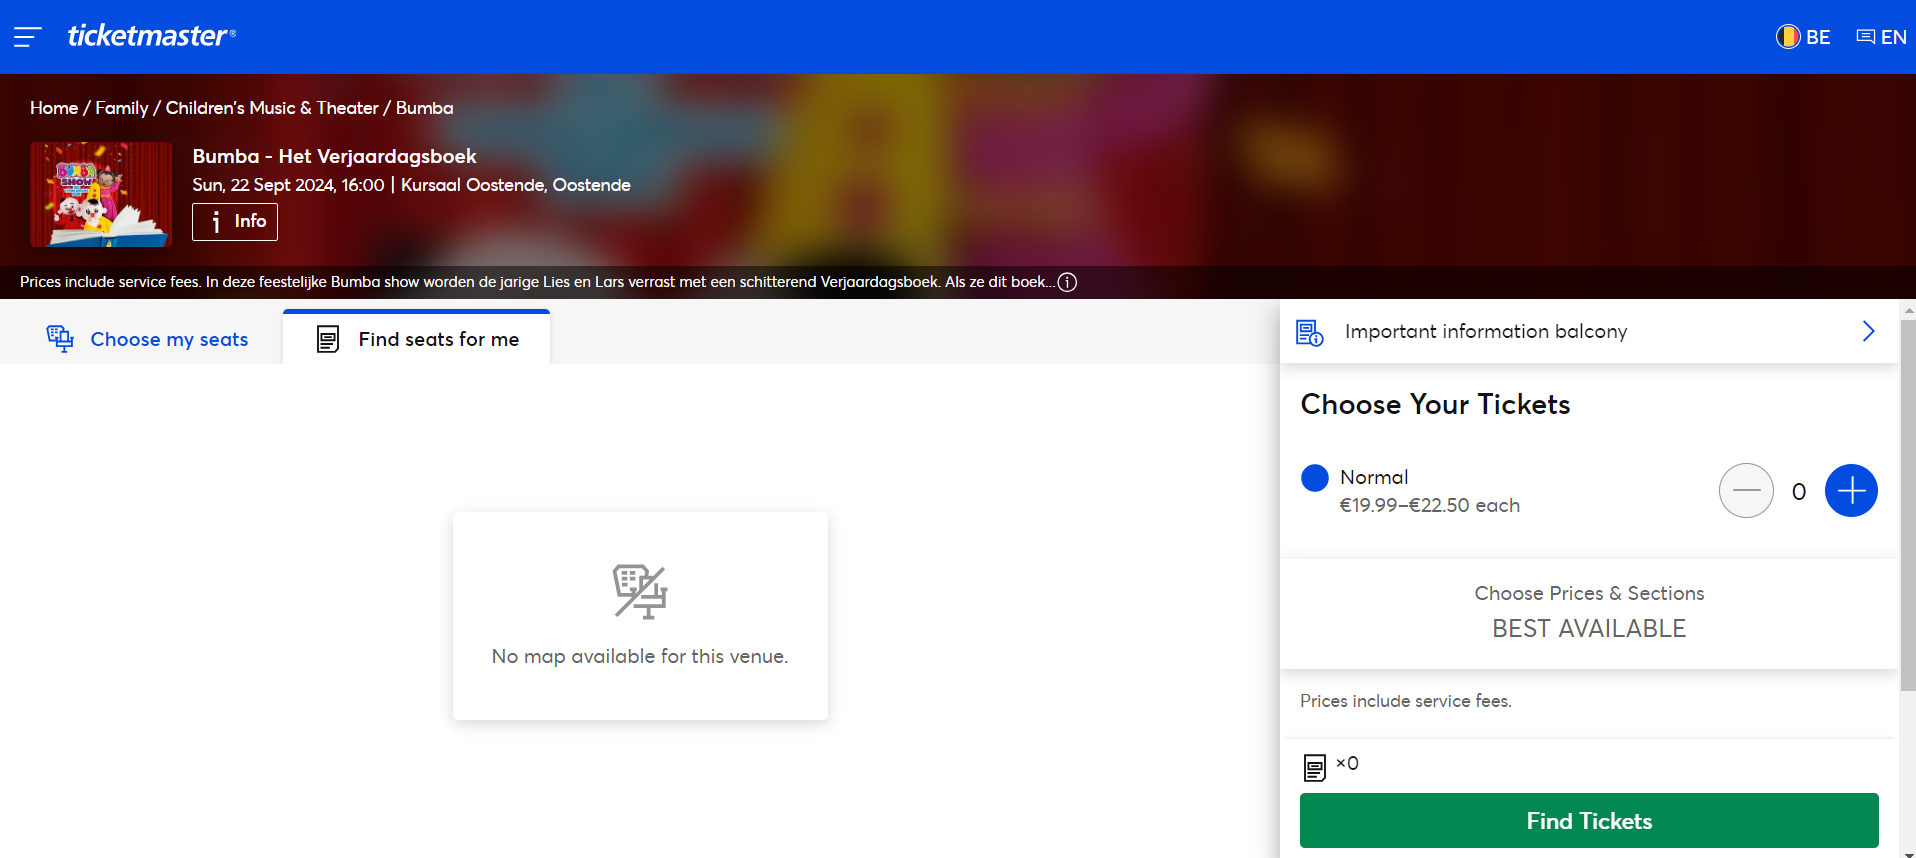 ticketmaster®
BE
EN
Home / Family / Children's Music & Theater / Bumba
BUMBA
SHOW
Bumba - Het Verjaardagsboek
Sun, 22 Sept 2024, 16:00 | Kursaal Oostende, Oostende
Info
Prices include service fees. In deze feestelijke Bumba show worden de jarige Lies en Lars verrast met een schitterend Verjaardagsboek. Als ze dit boek...
Choose my seats
Find seats for me
No map available for this venue.
Important information balcony
Choose Your Tickets
Normal
€19.99–€22.50 each
0
Choose Prices & Sections
BEST AVAILABLE
Prices include service fees.
×0
Find Tickets